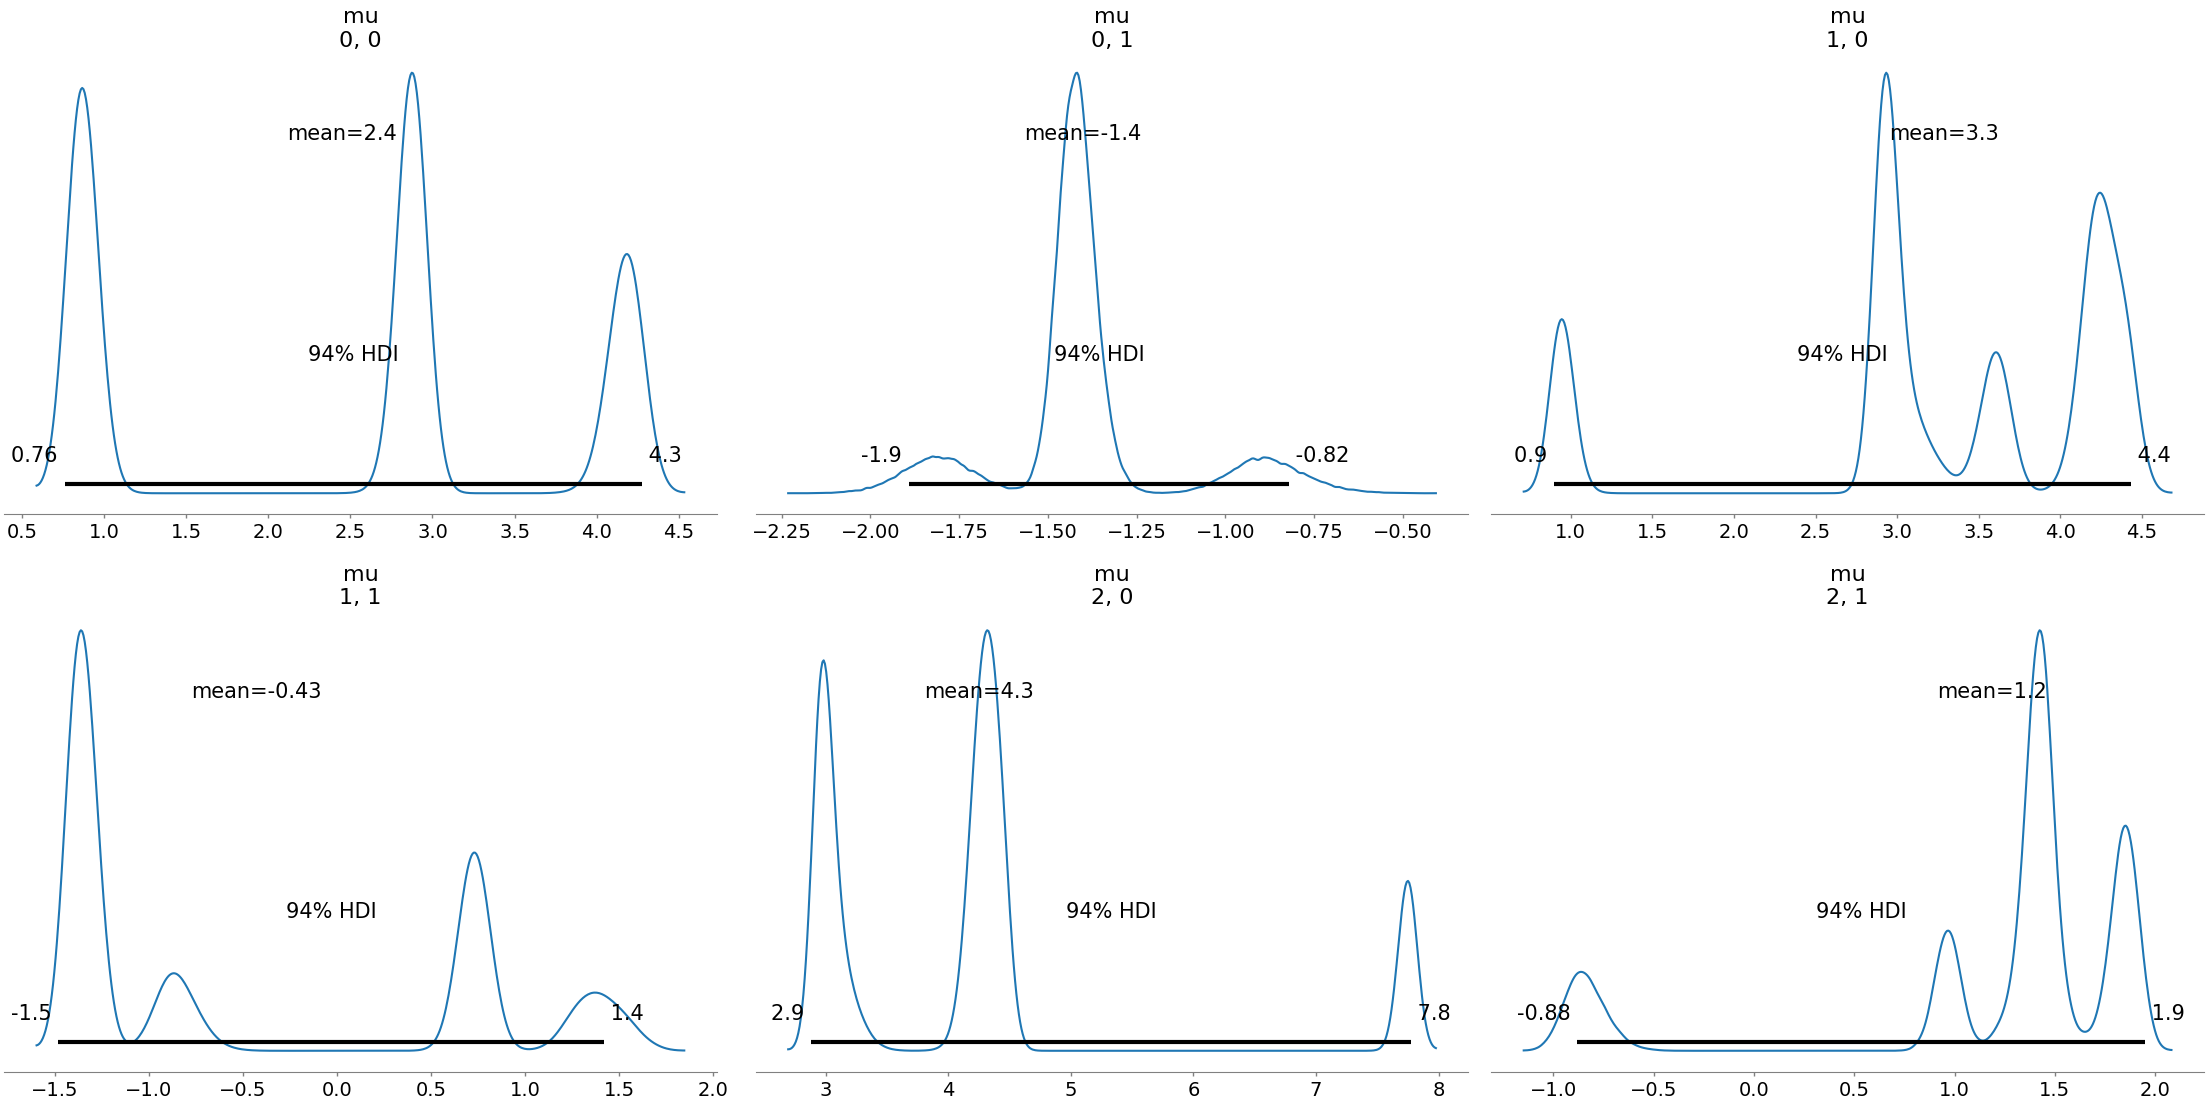 mu
0, 0
mean=2.4
94% HDI
0.76
4.3
0.5 1.0 1.5 2.0 2.5 3.0 3.5 4.0 4.5
mu
0, 1
mean=-1.4
94% HDI
-1.9
-0.82
−2.25 −2.00 −1.75 −1.50 −1.25 −1.00 −0.75 −0.50
mu
1, 0
mean=3.3
94% HDI
0.9
4.4
1.0 1.5 2.0 2.5 3.0 3.5 4.0 4.5
mu
1, 1
mean=-0.43
94% HDI
-1.5
1.4
−1.5 −1.0 −0.5 0.0 0.5 1.0 1.5 2.0
mu
2, 0
mean=4.3
94% HDI
2.9
7.8
3 4 5 6 7 8
mu
2, 1
mean=1.2
94% HDI
-0.88
1.9
−1.0 −0.5 0.0 0.5 1.0 1.5 2.0